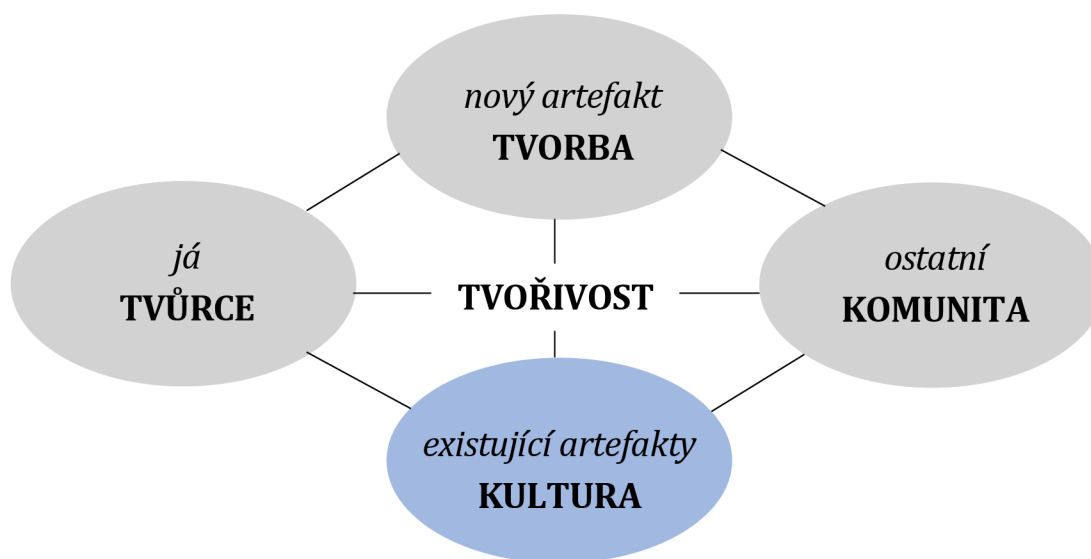 nový artefakt
TVORBA
já
TVŮRCE
TVOŘIVOST
ostatní
KOMUNITA
existující artefakty
KULTURA